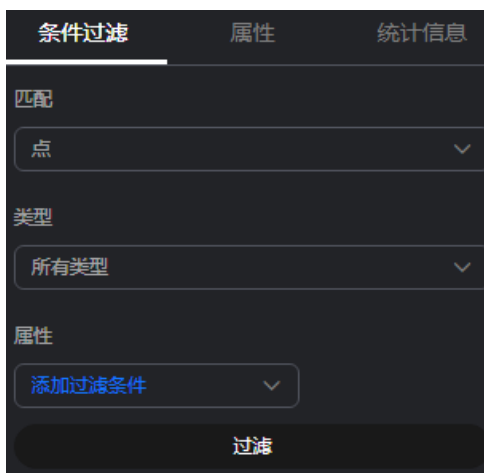 条件过滤 属性 统计信息
匹配
点
类型
所有类型
属性
添加过滤条件
过滤